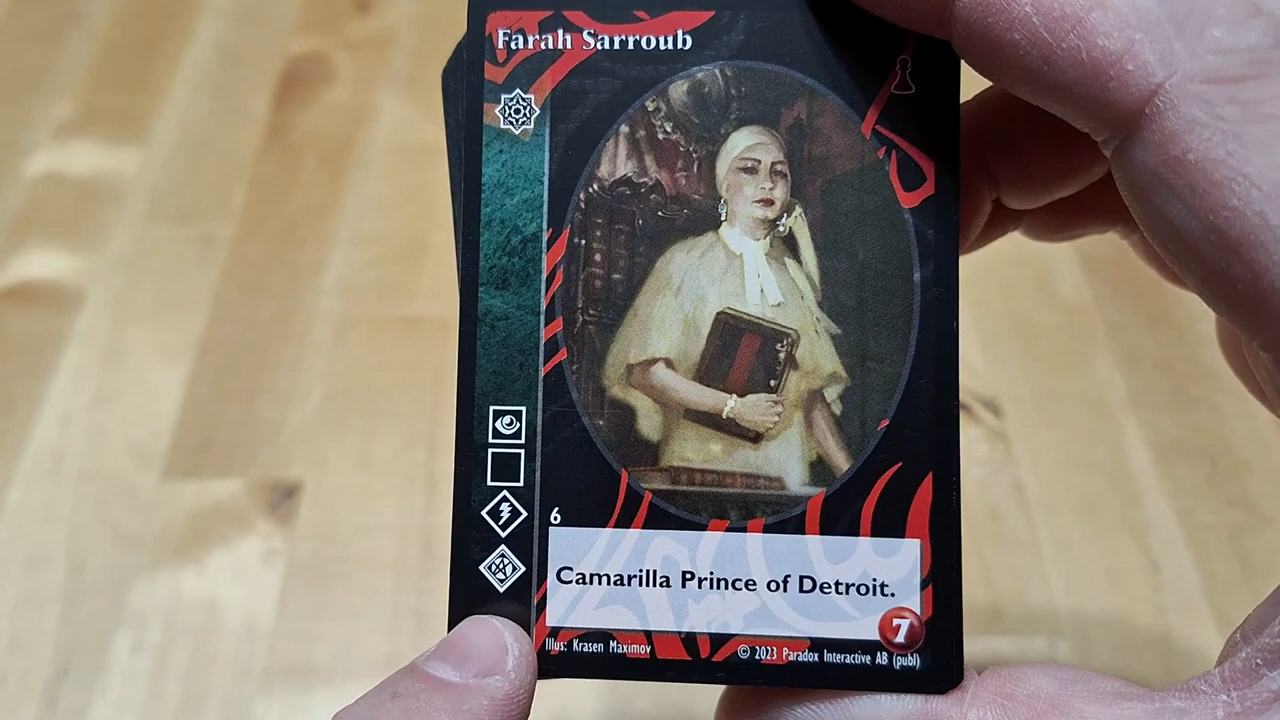 Farah Sarroub
6
Camarilla Prince of Detroit.
7
Illus: Krasen Maximov
© 2023 Paradox Interactive AB (publ)